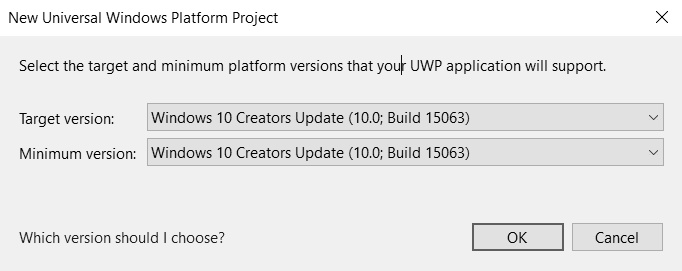 New Universal Windows Platform Project
Select the target and minimum platform versions that your UWP application will support.
Target version: Windows 10 Creators Update (10.0; Build 15063)
Minimum version: Windows 10 Creators Update (10.0; Build 15063)
Which version should I choose? OK Cancel